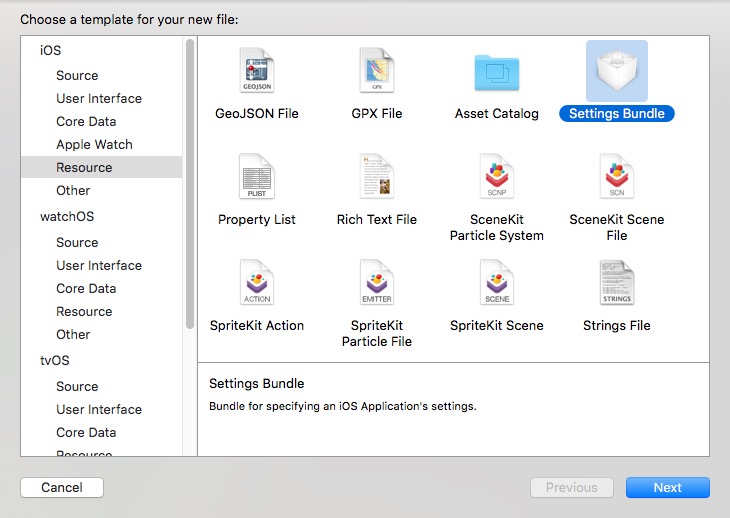 Choose a template for your new file:
iOS
Source
User Interface
Core Data
Apple Watch
Resource
Other
watchOS
Source
User Interface
Core Data
Resource
Other
tvOS
Source
User Interface
Core Data
Resource
GEOJSON
GeoJSON File
GPX
GPX File
Asset Catalog
Settings Bundle
PLIST
Property List
Rich Text File
SCNP
SceneKit
Particle System
SCN
SceneKit Scene
File
ACTION
SpriteKit Action
EMITTER
SpriteKit
Particle File
SCENE
SpriteKit Scene
STRINGS
Strings File
Settings Bundle
Bundle for specifying an iOS Application's settings.
Cancel
Previous
Next